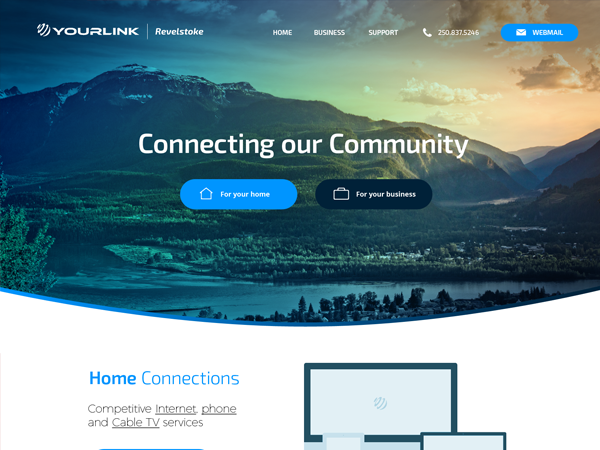 YOURLINK Revelstoke HOME BUSINESS SUPPORT 250.837.5246 WEBMAIL
Connecting our Community
For your home For your business
Home Connections
Competitive Internet, phone
and Cable TV services